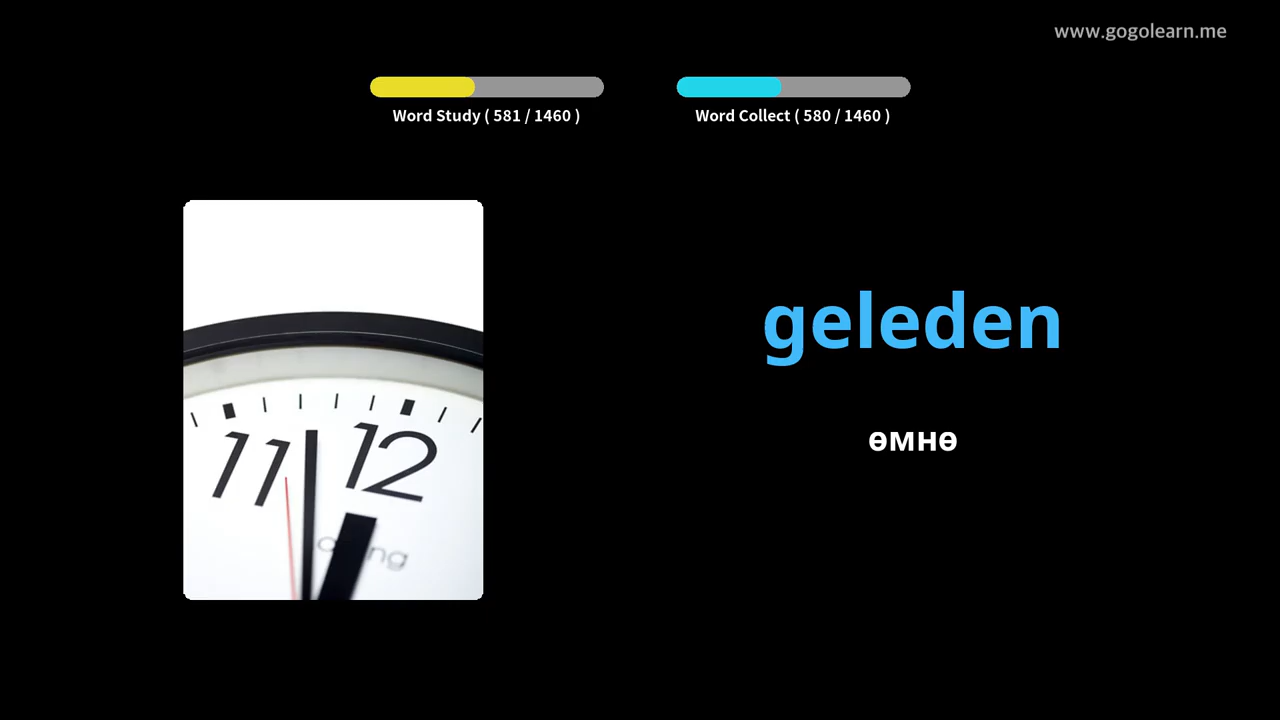 www.gogolearn.me
Word Study ( 581 / 1460 )
Word Collect ( 580 / 1460 )
geleden
өмнө
11 12